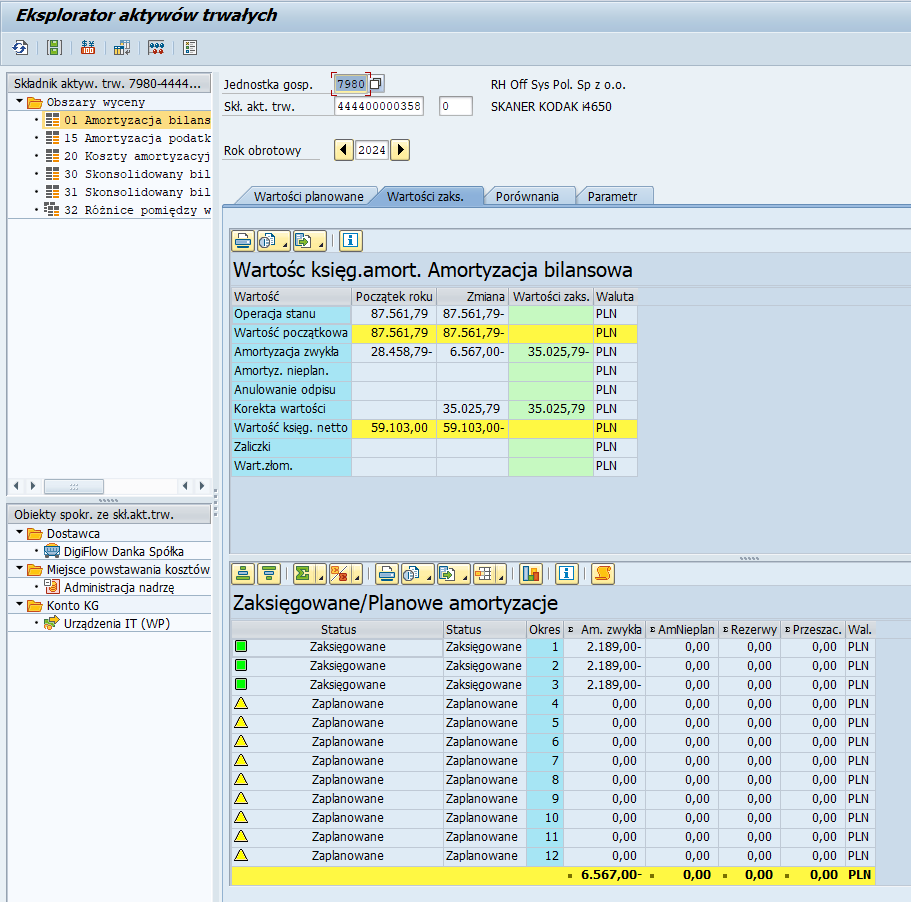 Eksplorator aktywów trwałych
Składnik aktyw. trw. 7980-4444...
Obszary wyceny
01 Amortyzacja bilans
15 Amortyzacja podatk
20 Koszty amortyzacyj
30 Skonsolidowany bil
31 Skonsolidowany bil
32 Różnice pomiędzy w
Obiekty spokr. ze skł.akt.trw.
Dostawca
DigiFlow Danka Spółka
Miejsce powstawania kosztów
Administracja nadrzę
Konto KG
Urządzenia IT (WP)
Jednostka gosp. 7980 RH Off Sys Pol. Sp z o.o.
Skł. akt. trw. 444400000358 0 SKANER KODAK i4650
Rok obrotowy 2024
Wartości planowane Wartości zaks. Porównania Parametr
Wartośc księg.amort. Amortyzacja bilansowa
Wartość Początek roku Zmiana Wartości zaks. Waluta
Operacja stanu 87.561,79 87.561,79- PLN
Wartość początkowa 87.561,79 87.561,79- PLN
Amortyzacja zwykła 28.458,79- 6.567,00- 35.025,79- PLN
Amortyz. nieplan. PLN
Anulowanie odpisu PLN
Korekta wartości 35.025,79 35.025,79 PLN
Wartość księg. netto 59.103,00 59.103,00- PLN
Zaliczki PLN
Wart.złom. PLN
Zaksięgowane/Planowe amortyzacje
Status Status Okres Σ Am. zwykła Σ AmNieplan Σ Rezerwy Σ Przeszac. Wal.
Zaksięgowane Zaksięgowane 1 2.189,00- 0,00 0,00 0,00 PLN
Zaksięgowane Zaksięgowane 2 2.189,00- 0,00 0,00 0,00 PLN
Zaksięgowane Zaksięgowane 3 2.189,00- 0,00 0,00 0,00 PLN
Zaplanowane Zaplanowane 4 0,00 0,00 0,00 0,00 PLN
Zaplanowane Zaplanowane 5 0,00 0,00 0,00 0,00 PLN
Zaplanowane Zaplanowane 6 0,00 0,00 0,00 0,00 PLN
Zaplanowane Zaplanowane 7 0,00 0,00 0,00 0,00 PLN
Zaplanowane Zaplanowane 8 0,00 0,00 0,00 0,00 PLN
Zaplanowane Zaplanowane 9 0,00 0,00 0,00 0,00 PLN
Zaplanowane Zaplanowane 10 0,00 0,00 0,00 0,00 PLN
Zaplanowane Zaplanowane 11 0,00 0,00 0,00 0,00 PLN
Zaplanowane Zaplanowane 12 0,00 0,00 0,00 0,00 PLN
6.567,00- 0,00 0,00 0,00 PLN